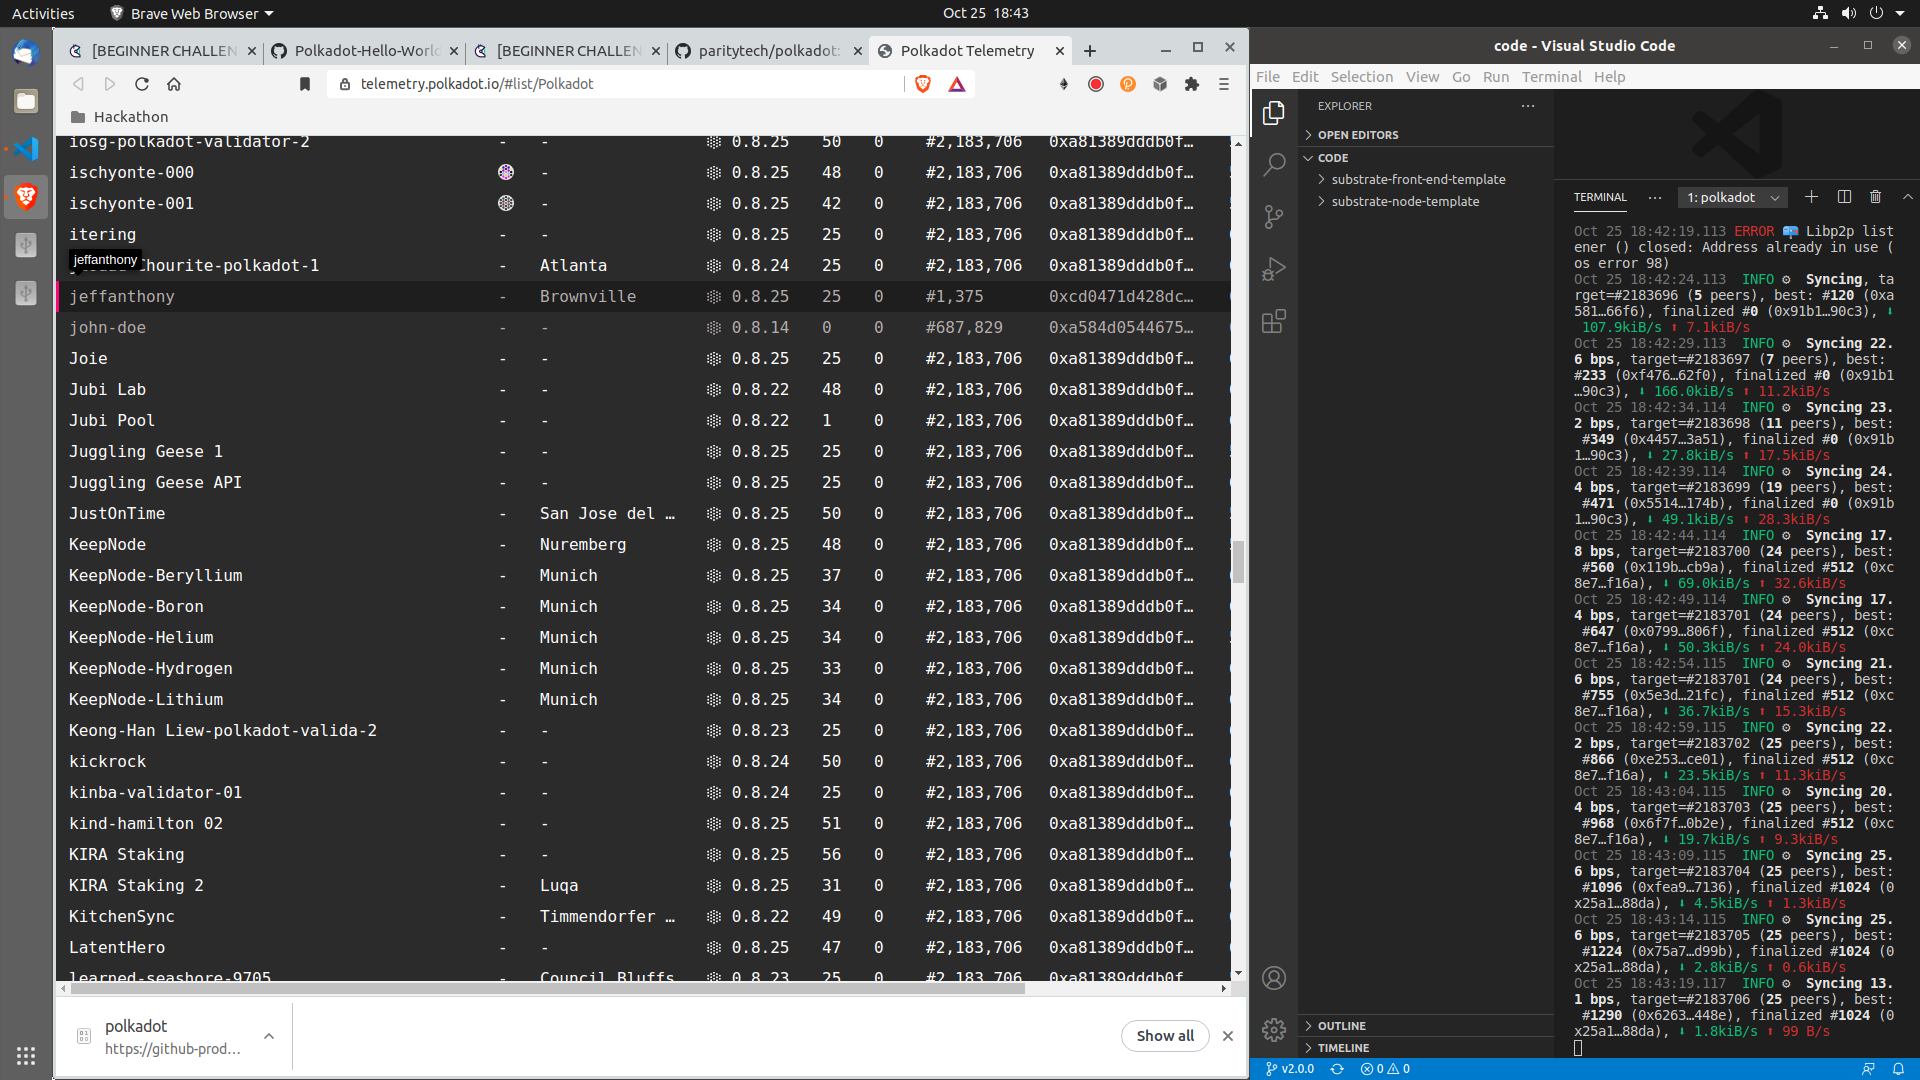 Activities
Brave Web Browser
Oct 25 18:43
[BEGINNER CHALLEN
Polkadot-Hello-World
[BEGINNER CHALLEN
paritytech/polkadot:
Polkadot Telemetry
telemetry.polkadot.io/#list/Polkadot
Hackathon
iosg-polkadot-validator-2 - - 0.8.25 50 0 #2,183,706 0xa81389dddb0f…
ischyonte-000 - 0.8.25 48 0 #2,183,706 0xa81389dddb0f…
ischyonte-001 - 0.8.25 42 0 #2,183,706 0xa81389dddb0f…
itering - - 0.8.25 25 0 #2,183,706 0xa81389dddb0f…
jeffanthony
chourite-polkadot-1 - Atlanta 0.8.24 25 0 #2,183,706 0xa81389dddb0f…
jeffanthony - Brownville 0.8.25 25 0 #1,375 0xcd0471d428dc…
john-doe - - 0.8.14 0 0 #687,829 0xa584d0544675…
Joie - - 0.8.25 25 0 #2,183,706 0xa81389dddb0f…
Jubi Lab - - 0.8.22 48 0 #2,183,706 0xa81389dddb0f…
Jubi Pool - - 0.8.22 1 0 #2,183,706 0xa81389dddb0f…
Juggling Geese 1 - - 0.8.25 25 0 #2,183,706 0xa81389dddb0f…
Juggling Geese API - - 0.8.25 25 0 #2,183,706 0xa81389dddb0f…
JustOnTime - San Jose del … 0.8.25 50 0 #2,183,706 0xa81389dddb0f…
KeepNode - Nuremberg 0.8.25 48 0 #2,183,706 0xa81389dddb0f…
KeepNode-Beryllium - Munich 0.8.25 37 0 #2,183,706 0xa81389dddb0f…
KeepNode-Boron - Munich 0.8.25 34 0 #2,183,706 0xa81389dddb0f…
KeepNode-Helium - Munich 0.8.25 34 0 #2,183,706 0xa81389dddb0f…
KeepNode-Hydrogen - Munich 0.8.25 33 0 #2,183,706 0xa81389dddb0f…
KeepNode-Lithium - Munich 0.8.25 34 0 #2,183,706 0xa81389dddb0f…
Keong-Han Liew-polkadot-valida-2 - - 0.8.23 25 0 #2,183,706 0xa81389dddb0f…
kickrock - - 0.8.24 50 0 #2,183,706 0xa81389dddb0f…
kinba-validator-01 - - 0.8.24 25 0 #2,183,706 0xa81389dddb0f…
kind-hamilton 02 - - 0.8.25 51 0 #2,183,706 0xa81389dddb0f…
KIRA Staking - - 0.8.25 56 0 #2,183,706 0xa81389dddb0f…
KIRA Staking 2 - Luqa 0.8.25 31 0 #2,183,706 0xa81389dddb0f…
KitchenSync - Timmendorfer … 0.8.22 49 0 #2,183,706 0xa81389dddb0f…
LatentHero - - 0.8.25 47 0 #2,183,706 0xa81389dddb0f…
learned-seashore-9705 - Council Bluffs 0.8.23 25 0 #2,183,706 0xa81389dddb0f…
polkadot
https://github-prod…
Show all
code - Visual Studio Code
File Edit Selection View Go Run Terminal Help
EXPLORER
OPEN EDITORS
CODE
substrate-front-end-template
substrate-node-template
OUTLINE
TIMELINE
TERMINAL
1: polkadot
Oct 25 18:42:19.113 ERROR 📪 Libp2p list
ener () closed: Address already in use (
os error 98)
Oct 25 18:42:24.113 INFO ⚙ Syncing, ta
rget=#2183696 (5 peers), best: #120 (0xa
581…66f6), finalized #0 (0x91b1…90c3), ⬇
107.9kiB/s ⬆ 7.1kiB/s
Oct 25 18:42:29.113 INFO ⚙ Syncing 22.
6 bps, target=#2183697 (7 peers), best:
#233 (0xf476…62f0), finalized #0 (0x91b1
…90c3), ⬇ 166.0kiB/s ⬆ 11.2kiB/s
Oct 25 18:42:34.114 INFO ⚙ Syncing 23.
2 bps, target=#2183698 (11 peers), best:
#349 (0x4457…3a51), finalized #0 (0x91b
1…90c3), ⬇ 27.8kiB/s ⬆ 17.5kiB/s
Oct 25 18:42:39.114 INFO ⚙ Syncing 24.
4 bps, target=#2183699 (19 peers), best:
#471 (0x5514…174b), finalized #0 (0x91b
1…90c3), ⬇ 49.1kiB/s ⬆ 28.3kiB/s
Oct 25 18:42:44.114 INFO ⚙ Syncing 17.
8 bps, target=#2183700 (24 peers), best:
#560 (0x119b…cb9a), finalized #512 (0xc
8e7…f16a), ⬇ 69.0kiB/s ⬆ 32.6kiB/s
Oct 25 18:42:49.114 INFO ⚙ Syncing 17.
4 bps, target=#2183701 (24 peers), best:
#647 (0x0799…806f), finalized #512 (0xc
8e7…f16a), ⬇ 50.3kiB/s ⬆ 24.0kiB/s
Oct 25 18:42:54.115 INFO ⚙ Syncing 21.
6 bps, target=#2183701 (24 peers), best:
#755 (0x5e3d…21fc), finalized #512 (0xc
8e7…f16a), ⬇ 36.7kiB/s ⬆ 15.3kiB/s
Oct 25 18:42:59.115 INFO ⚙ Syncing 22.
2 bps, target=#2183702 (25 peers), best:
#866 (0xe253…ce01), finalized #512 (0xc
8e7…f16a), ⬇ 23.5kiB/s ⬆ 11.3kiB/s
Oct 25 18:43:04.115 INFO ⚙ Syncing 20.
4 bps, target=#2183703 (25 peers), best:
#968 (0x6f7f…0b2e), finalized #512 (0xc
8e7…f16a), ⬇ 19.7kiB/s ⬆ 9.3kiB/s
Oct 25 18:43:09.115 INFO ⚙ Syncing 25.
6 bps, target=#2183704 (25 peers), best:
#1096 (0xfea9…7136), finalized #1024 (0
x25a1…88da), ⬇ 4.5kiB/s ⬆ 1.3kiB/s
Oct 25 18:43:14.115 INFO ⚙ Syncing 25.
6 bps, target=#2183705 (25 peers), best:
#1224 (0x75a7…d99b), finalized #1024 (0
x25a1…88da), ⬇ 2.8kiB/s ⬆ 0.6kiB/s
Oct 25 18:43:19.117 INFO ⚙ Syncing 13.
1 bps, target=#2183706 (25 peers), best:
#1290 (0x6263…448e), finalized #1024 (0
x25a1…88da), ⬇ 1.8kiB/s ⬆ 99 B/s
v2.0.0
0 0